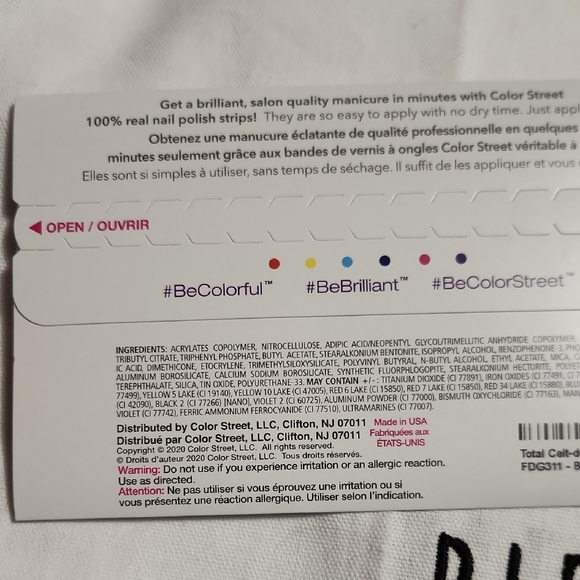 Get a brilliant, salon quality manicure in minutes with Color Street
100% real nail polish strips! They are so easy to apply with no dry time. Just appl
Obtenez une manucure éclatante de qualité professionnelle en quelques
minutes seulement grâce aux bandes de vernis à ongles Color Street véritable à
Elles sont si simples à utiliser, sans temps de séchage. Il suffit de les appliquer et vous
OPEN / OUVRIR
#BeColorful™ #BeBrilliant™ #BeColorStreet™
INGREDIENTS: ACRYLATES COPOLYMER, NITROCELLULOSE, ADIPIC ACID/NEOPENTYL GLYCOL/TRIMELLITIC ANHYDRIDE COPOLYMER,
TRIBUTYL CITRATE, TRIPHENYL PHOSPHATE, BUTYL ACETATE, STEARALKONIUM BENTONITE, ISOPROPYL ALCOHOL, BENZOPHENONE-3, PHO
IC ACID, DIMETHICONE, ETOCRYLENE, TRIMETHYLSILOXYSILICATE, POLYVINYL BUTYRAL, N-BUTYL ALCOHOL, ETHYL ACETATE, MICA, CA
ALUMINUM BOROSILICATE, CALCIUM SODIUM BOROSILICATE, SYNTHETIC FLUORPHLOGOPITE, STEARALKONIUM HECTORITE, POLYET
TEREPHTHALATE, SILICA, TIN OXIDE, POLYURETHANE-33. MAY CONTAIN +/- : TITANIUM DIOXIDE (CI 77891), IRON OXIDES (CI 77491, CI
77499), YELLOW 5 LAKE (CI 19140), YELLOW 10 LAKE (CI 47005), RED 6 LAKE (CI 15850), RED 7 LAKE (CI 15850), RED 34 LAKE (CI 15880), BLU
(CI 42090), BLACK 2 (CI 77266) [NANO], VIOLET 2 (CI 60725), ALUMINUM POWDER (CI 77000), BISMUTH OXYCHLORIDE (CI 77163), MAN
VIOLET (CI 77742), FERRIC AMMONIUM FERROCYANIDE (CI 77510), ULTRAMARINES (CI 77007).
Distributed by Color Street, LLC, Clifton, NJ 07011 Made in USA
Distribué par Color Street, LLC, Clifton, NJ 07011 Fabriquées aux
ÉTATS-UNIS
Copyright © 2020 Color Street, LLC. All rights reserved.
© Droits d'auteur 2020 Color Street, LLC. Tous droits réservés.
Warning: Do not use if you experience irritation or an allergic reaction.
Use as directed.
Attention: Ne pas utiliser si vous éprouvez une irritation ou si
vous présentez une réaction allergique. Utiliser selon l'indication.
Total Ceit-d
FDG311 - B